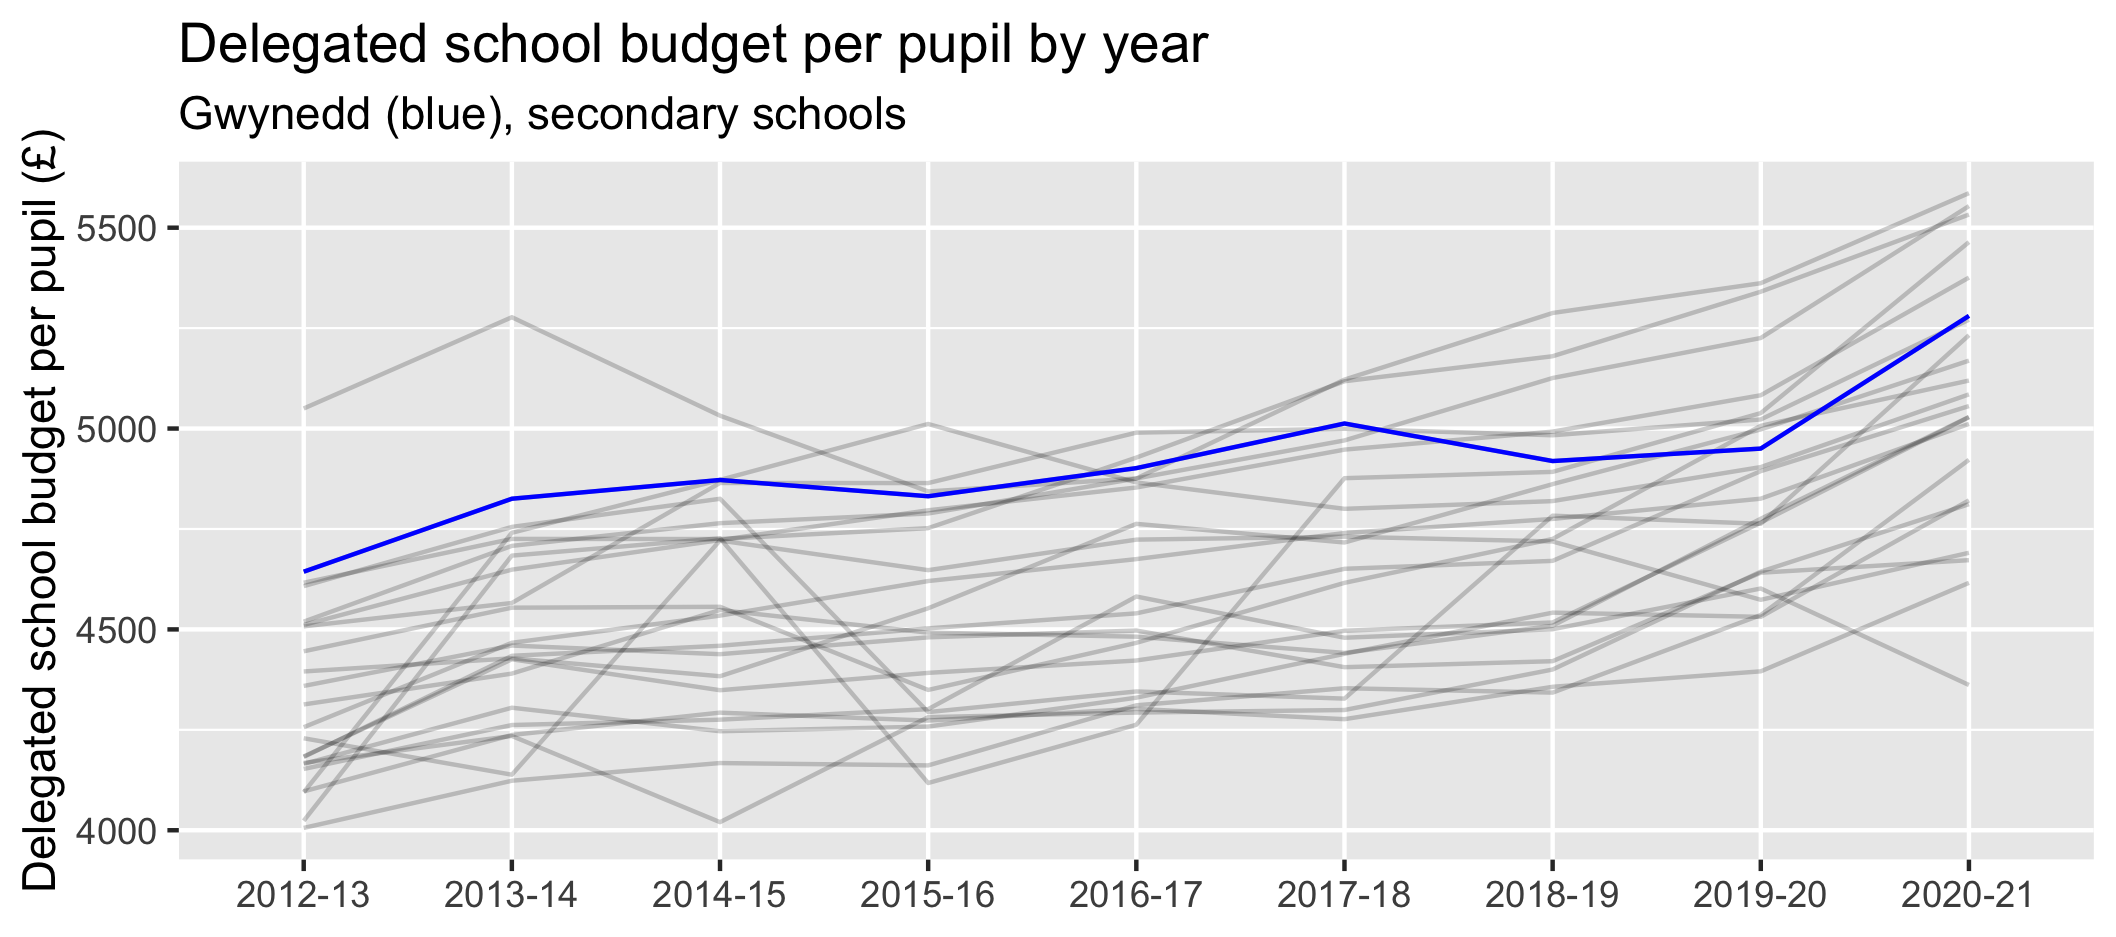 Delegated school budget per pupil by year
Gwynedd (blue), secondary schools
Delegated school budget per pupil (£)
5500
5000
4500
4000
2012-13 2013-14 2014-15 2015-16 2016-17 2017-18 2018-19 2019-20 2020-21